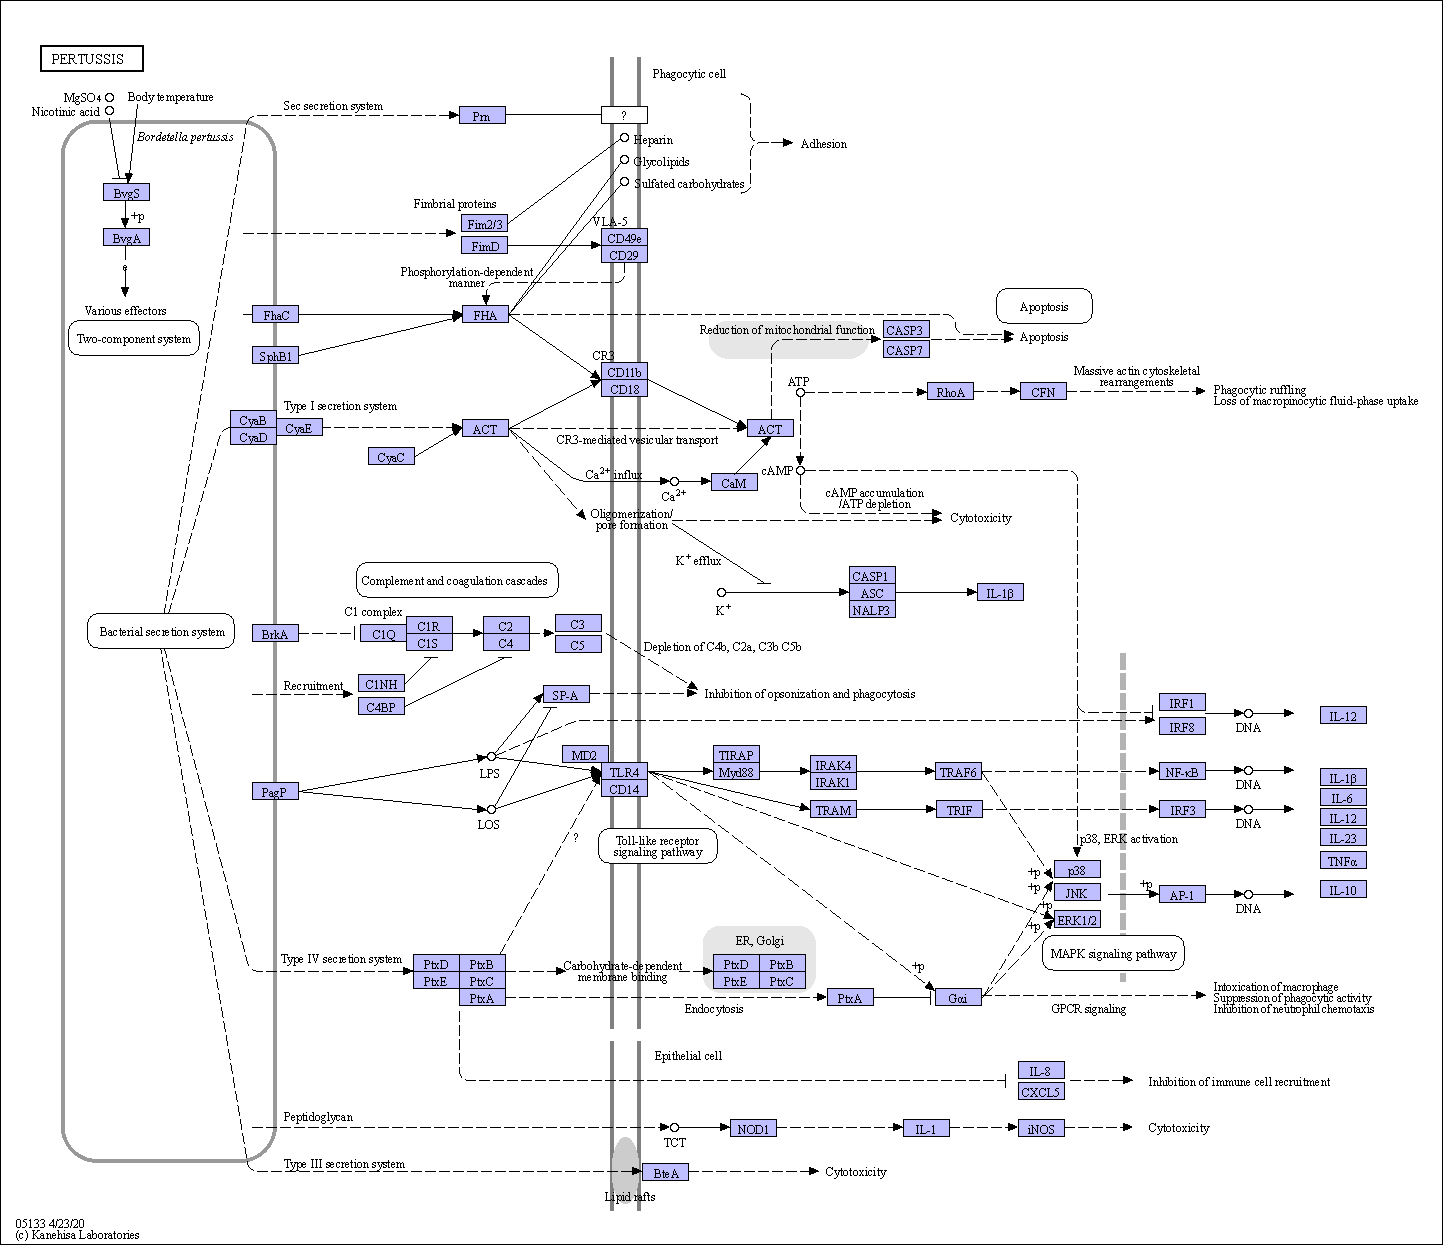 PERTUSSIS
Phagocytic cell
MgSO4
Body temperature
Nicotinic acid
Bordetella pertussis
Sec secretion system
Prn
?
Heparin
Adhesion
Glycolipids
Sulfated carbohydrates
BvgS
+p
BvgA
e
Various effectors
Two-component system
Fimbrial proteins
Fim2/3
FimD
VLA-5
CD49e
CD29
Phosphorylation-dependent
manner
FhaC
FHA
SphB1
Apoptosis
Reduction of mitochondrial function
CASP3
CASP7
Apoptosis
CR3
CD11b
CD18
ATP
RhoA
CFN
Massive actin cytoskeletal
rearrangements
Phagocytic ruffling
Loss of macropinocytic fluid-phase uptake
Type I secretion system
CyaB
CyaD
CyaE
ACT
ACT
CR3-mediated vesicular transport
CyaC
Ca2+ influx
Ca2+
CaM
cAMP
cAMP accumulation
/ATP depletion
Cytotoxicity
Oligomerization/
pore formation
K+ efflux
K+
CASP1
ASC
NALP3
IL-1β
Complement and coagulation cascades
Bacterial secretion system
BrkA
C1 complex
C1Q
C1R
C1S
C2
C4
C3
C5
Depletion of C4b, C2a, C3b C5b
Recruitment
C1NH
C4BP
SP-A
Inhibition of opsonization and phagocytosis
IRF1
IRF8
DNA
IL-12
PagP
LPS
LOS
MD2
TLR4
CD14
TIRAP
Myd88
IRAK4
IRAK1
TRAF6
NF-κB
DNA
IL-1β
IL-6
IL-12
IL-23
TNFα
IL-10
TRAM
TRIF
IRF3
DNA
?
Toll-like receptor
signaling pathway
p38, ERK activation
+p
p38
+p
JNK
+p
AP-1
DNA
+p
+p
ERK1/2
MAPK signaling pathway
Type IV secretion system
PtxD
PtxB
PtxE
PtxC
PtxA
Carbohydrate-dependent
membrane binding
ER, Golgi
PtxD
PtxB
PtxE
PtxC
Endocytosis
PtxA
+p
Gαi
GPCR signaling
Intoxication of macrophage
Suppression of phagocytic activity
Inhibition of neutrophil chemotaxis
Epithelial cell
IL-8
CXCL5
Inhibition of immune cell recruitment
Peptidoglycan
TCT
NOD1
IL-1
iNOS
Cytotoxicity
Type III secretion system
BteA
Cytotoxicity
Lipid rafts
05133 4/23/20
(c) Kanehisa Laboratories